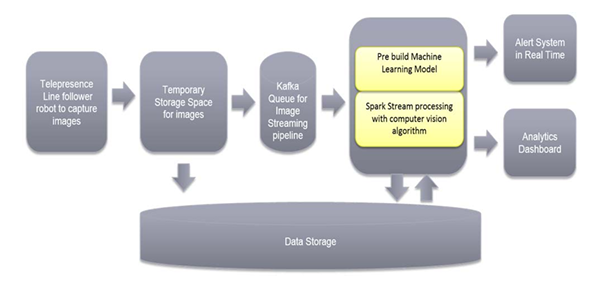 Telepresence
Line follower
robot to capture
images
Temporary
Storage Space
for images
Kafka
Queue for
Image
Streaming
pipeline
Pre build Machine
Learning Model
Spark Stream processing
with computer vision
algorithm
Alert System
in Real Time
Analytics
Dashboard
Data Storage